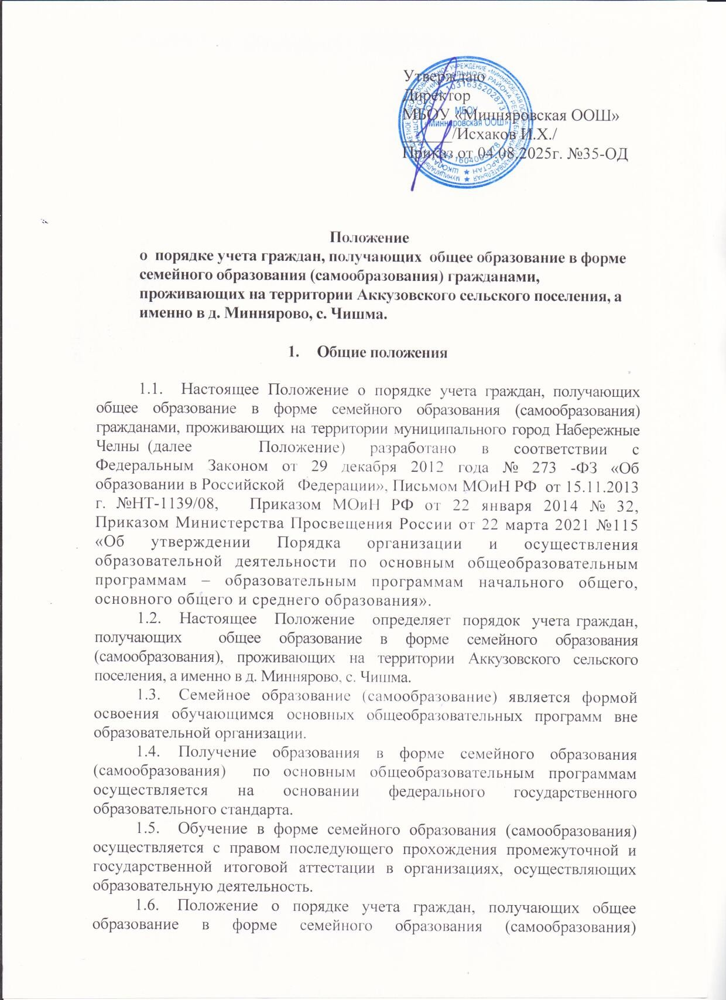 Утверждаю
Директор
МБОУ «Минняровская ООШ»
______/Исхаков И.Х./
Приказ от 04.08.2025г. №35-ОД
МБОУ
«Минняровская ООШ»
Положение
о порядке учета граждан, получающих общее образование в форме
семейного образования (самообразования) гражданами,
проживающих на территории Аккузовского сельского поселения, а
именно в д. Миннярово, с. Чишма.
1. Общие положения
1.1. Настоящее Положение о порядке учета граждан, получающих
общее образование в форме семейного образования (самообразования)
гражданами, проживающих на территории муниципального город Набережные
Челны (далее Положение) разработано в соответствии с
Федеральным Законом от 29 декабря 2012 года № 273 -ФЗ «Об
образовании в Российской Федерации», Письмом МОиН РФ от 15.11.2013
г. №НТ-1139/08, Приказом МОиН РФ от 22 января 2014 № 32,
Приказом Министерства Просвещения России от 22 марта 2021 №115
«Об утверждении Порядка организации и осуществления
образовательной деятельности по основным общеобразовательным
программам – образовательным программам начального общего,
основного общего и среднего образования».
1.2. Настоящее Положение определяет порядок учета граждан,
получающих общее образование в форме семейного образования
(самообразования), проживающих на территории Аккузовского сельского
поселения, а именно в д. Миннярово, с. Чишма.
1.3. Семейное образование (самообразование) является формой
освоения обучающимся основных общеобразовательных программ вне
образовательной организации.
1.4. Получение образования в форме семейного образования
(самообразования) по основным общеобразовательным программам
осуществляется на основании федерального государственного
образовательного стандарта.
1.5. Обучение в форме семейного образования (самообразования)
осуществляется с правом последующего прохождения промежуточной и
государственной итоговой аттестации в организациях, осуществляющих
образовательную деятельность.
1.6. Положение о порядке учета граждан, получающих общее
образование в форме семейного образования (самообразования)